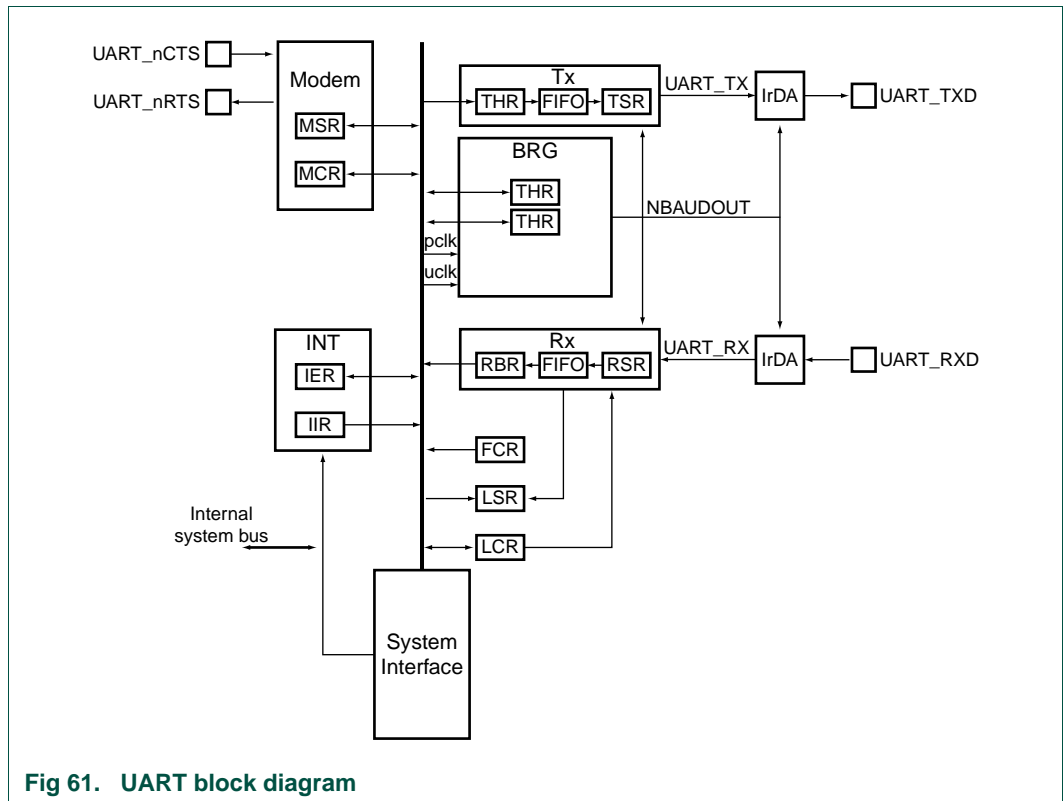 UART_nCTS
UART_nRTS
Modem
MSR
MCR
Tx
THR
FIFO
TSR
UART_TX
IrDA
UART_TXD
BRG
THR
THR
pclk
uclk
NBAUDOUT
INT
IER
IIR
Rx
RBR
FIFO
RSR
UART_RX
IrDA
UART_RXD
FCR
LSR
LCR
Internal
system bus
System
Interface
Fig 61. UART block diagram